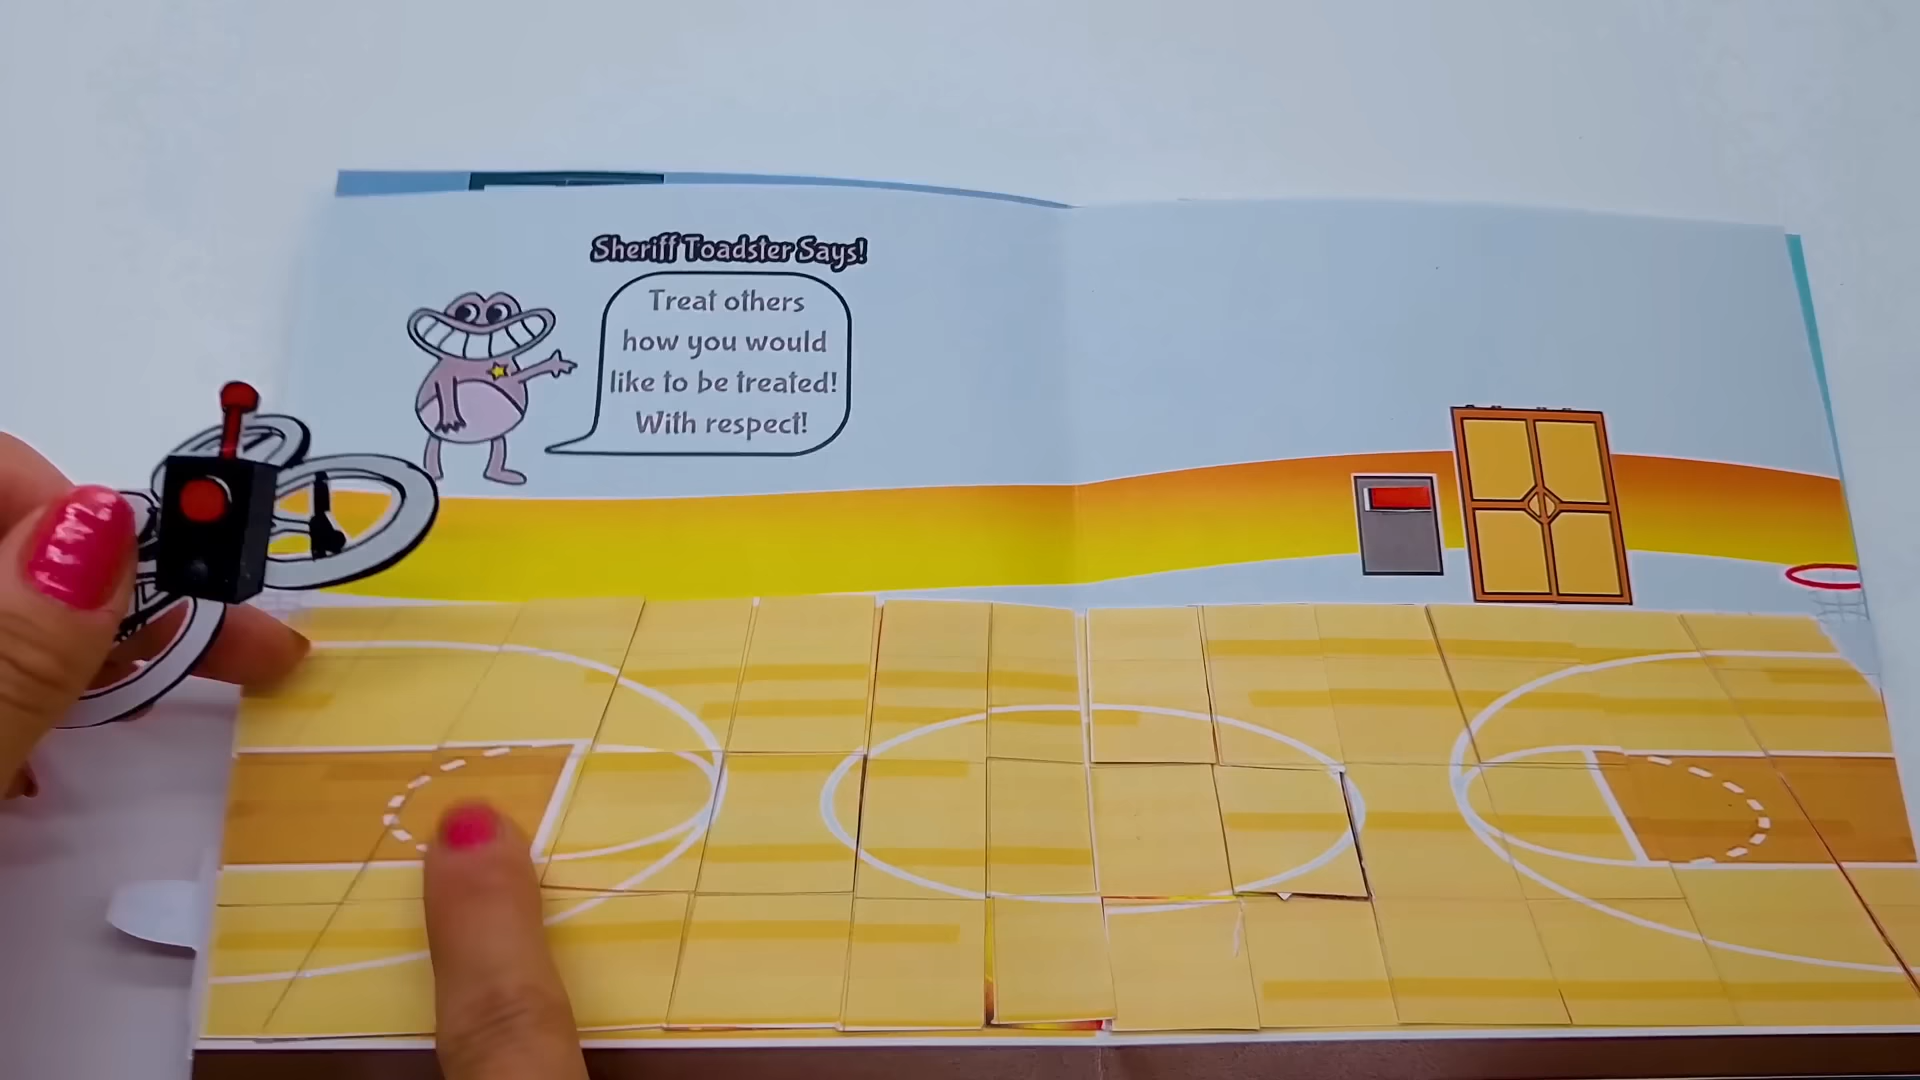 Sheriff Toadster Says!
Treat others
how you would
like to be treated!
With respect!